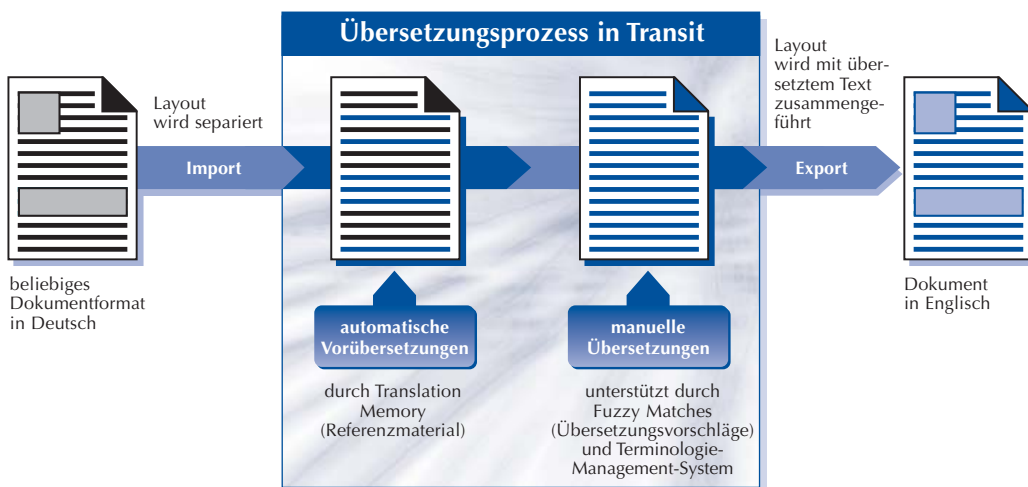 Übersetzungsprozess in Transit
Layout
wird separiert
Import
beliebiges
Dokumentformat
in Deutsch
automatische
Vorübersetzungen
durch Translation
Memory
(Referenzmaterial)
manuelle
Übersetzungen
unterstützt durch
Fuzzy Matches
(Übersetzungsvorschläge)
und Terminologie-
Management-System
Layout
wird mit über-
setztem Text
zusammenge-
führt
Export
Dokument
in Englisch